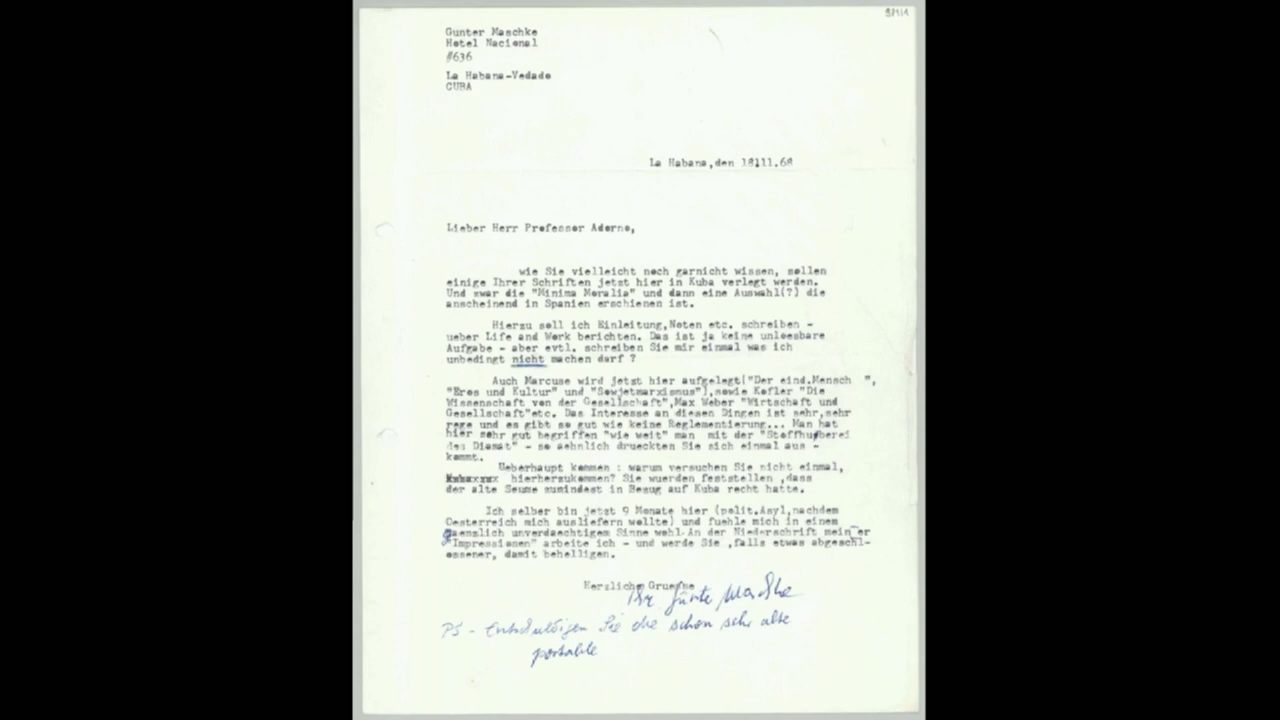 Gunter Maschke
Hotel Nacional
#636
La Habana-Vedado
CUBA
La Habana,den 18.11.68
Lieber Herr Professor Adorno,
wie Sie vielleicht noch garnicht wissen, sollen
einige Ihrer Schriften jetzt hier in Kuba verlegt werden.
Und zwar die "Minima Moralia" und dann eine Auswahl(?) die
anscheinend in Spanien erschienen ist.
Hierzu soll ich Einleitung,Noten etc. schreiben -
ueber Life and Work berichten. Das ist ja keine unloesbare
Aufgabe - aber evtl. schreiben Sie mir einmal was ich
unbedingt nicht machen darf ?
Auch Marcuse wird jetzt hier aufgelegt("Der eind.Mensch ",
"Eros und Kultur" und "Sowjetmarxismus"),sowie Kofler "Die
Wissenschaft von der Gesellschaft",Max Weber "Wirtschaft und
Gesellschaft"etc. Das Interesse an diesen Dingen ist sehr,sehr
rege und es gibt so gut wie keine Reglementierung... Man hat
hier sehr gut begriffen "wie weit" man mit der "Stoffhuberei
des Diamat" - so aehnlich drueckten Sie sich einmal aus -
kommt.
Ueberhaupt kommen : warum versuchen Sie nicht einmal,
hierherzukommen? Sie wuerden feststellen ,dass
der alte Seume zumindest in Bezug auf Kuba recht hatte.
Ich selber bin jetzt 9 Monate hier (polit.Asyl,nachdem
Oesterreich mich ausliefern wollte) und fuehle mich in einem
gaenzlich unverdaechtigem Sinne wohl.An der Niederschrift meiner
"Impressionen" arbeite ich - und werde Sie ,falls etwas abgeschl-
ossener, damit behelligen.
Herzliche Gruesse
Ihr Günter Maschke
PS - Entschuldigen Sie die schon sehr alte
portable